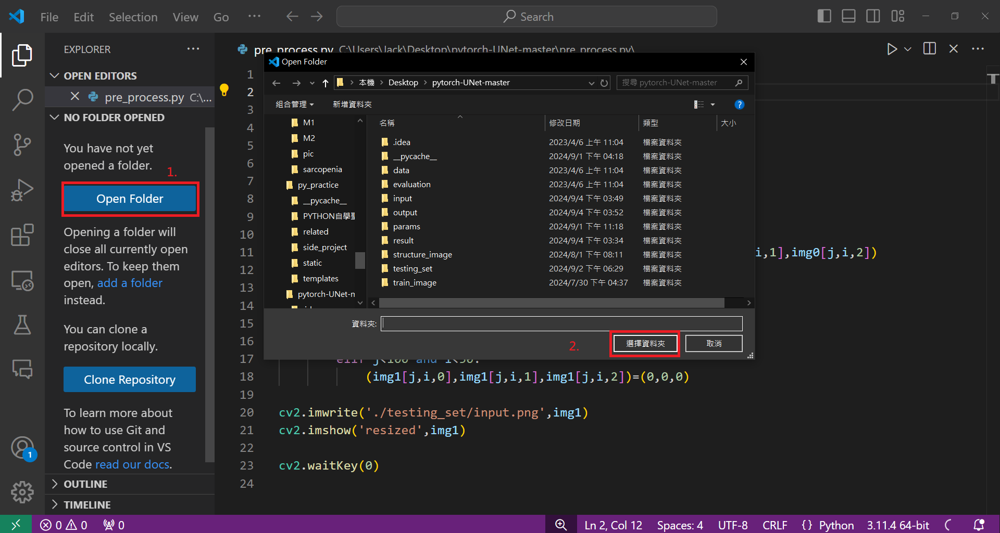 File Edit Selection View Go ··· Search
EXPLORER ···
OPEN EDITORS
pre_process.py C:\...
NO FOLDER OPENED
You have not yet
opened a folder.
1.
Open Folder
Opening a folder will
close all currently open
editors. To keep them
open, add a folder
instead.
You can clone a
repository locally.
Clone Repository
To learn more about
how to use Git and
source control in VS
Code read our docs.
OUTLINE
TIMELINE
1
pre_process.py C:\Users\Jack\Desktop\pytorch-UNet-master\pre_process.py\
1
2
3
4
5
6
7
8
9
10
11 i,1],img0[j,i,2])
12
13
14
15
16
17
18 (img1[j,i,0],img1[j,i,1],img1[j,i,2])=(0,0,0)
19
20 cv2.imwrite('./testing_set/input.png',img1)
21 cv2.imshow('resized',img1)
22
23 cv2.waitKey(0)
24
Open Folder
本機 Desktop pytorch-UNet-master
搜尋 pytorch-UNet-master
組合管理 新增資料夾
M1
M2
pic
sarcopenia
py_practice
__pycache__
PYTHON自學聖
related
side_project
static
templates
pytorch-UNet-m
名稱 修改日期 類型 大小
.idea 2023/4/6 上午 11:04 檔案資料夾
__pycache__ 2024/9/1 下午 04:18 檔案資料夾
data 2023/4/6 上午 11:04 檔案資料夾
evaluation 2023/4/6 上午 11:04 檔案資料夾
input 2024/9/4 下午 03:49 檔案資料夾
output 2024/9/4 下午 03:52 檔案資料夾
params 2024/9/1 下午 11:18 檔案資料夾
result 2024/9/4 下午 03:34 檔案資料夾
structure_image 2024/8/1 下午 08:11 檔案資料夾
testing_set 2024/9/2 下午 06:29 檔案資料夾
train_image 2024/7/30 下午 04:37 檔案資料夾
資料夾:
2.
選擇資料夾 取消
0 0 0
Ln 2, Col 12 Spaces: 4 UTF-8 CRLF {} Python 3.11.4 64-bit